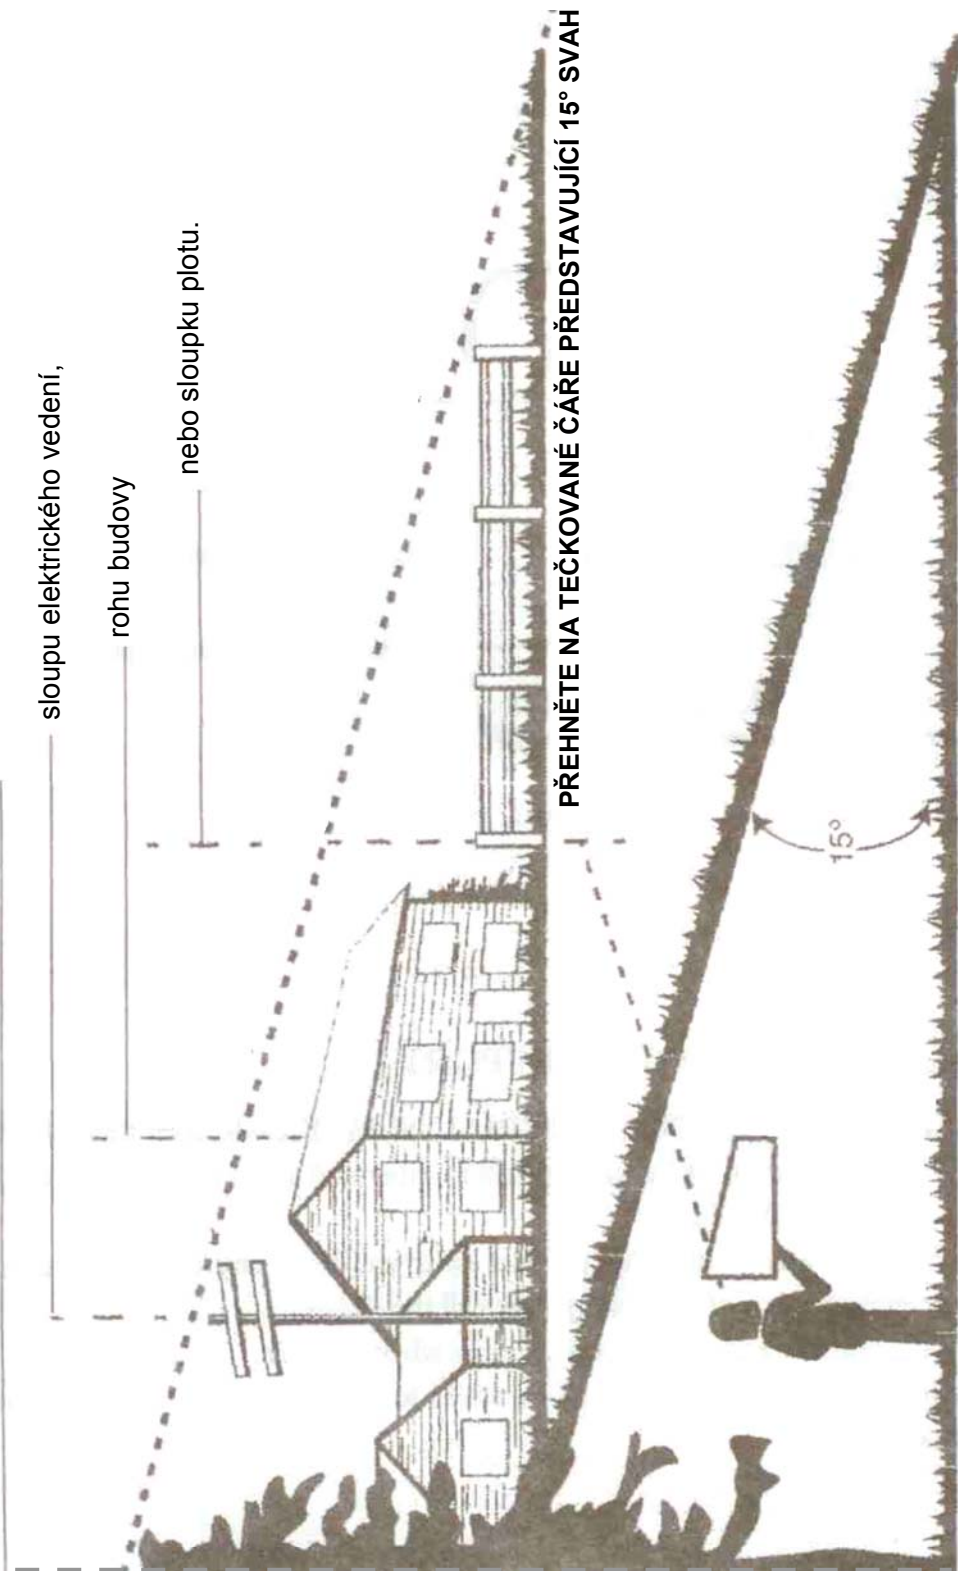 sloupu elektrického vedení,
rohu budovy
nebo sloupku plotu.
PŘEHNĚTE NA TEČKOVANÉ ČÁŘE PŘEDSTAVUJÍCÍ 15° SVAH
15°